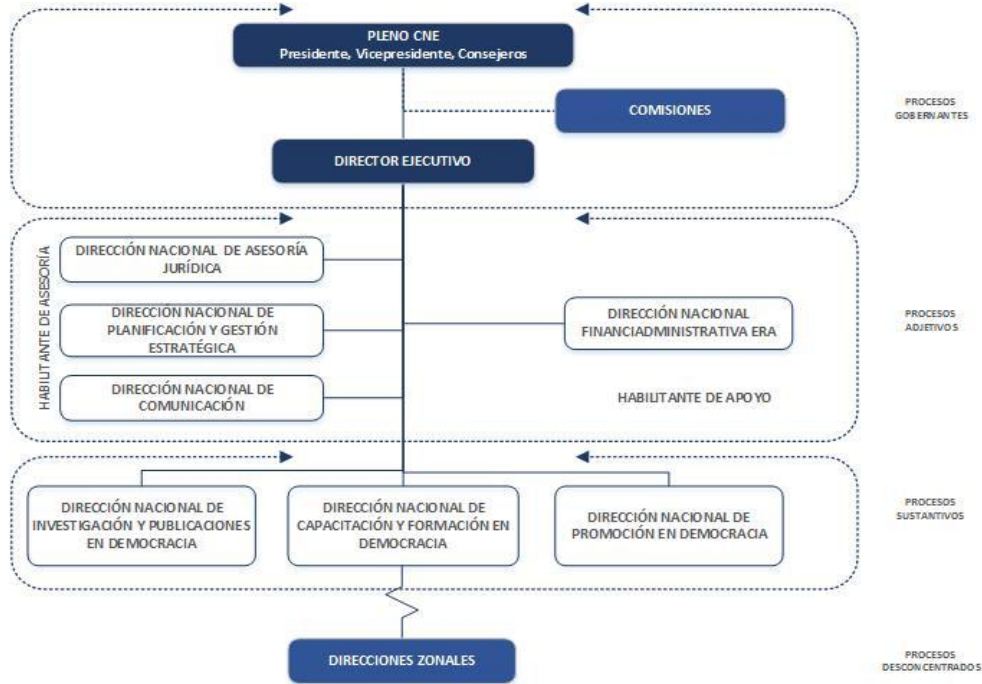 PLENO CNE
Presidente, Vicepresidente, Consejeros
COMISIONES
PROCESOS
GOBERNANTES
DIRECTOR EJECUTIVO
HABILITANTE DE ASESORÍA
DIRECCIÓN NACIONAL DE ASESORÍA
JURÍDICA
DIRECCIÓN NACIONAL DE
PLANIFICACIÓN Y GESTIÓN
ESTRATÉGICA
DIRECCIÓN NACIONAL
FINANCIADMINISTRATIVA ERA
PROCESOS
ADJETIVOS
DIRECCIÓN NACIONAL DE
COMUNICACIÓN
HABILITANTE DE APOYO
DIRECCIÓN NACIONAL DE
INVESTIGACIÓN Y PUBLICACIONES
EN DEMOCRACIA
DIRECCIÓN NACIONAL DE
CAPACITACIÓN Y FORMACIÓN EN
DEMOCRACIA
DIRECCIÓN NACIONAL DE
PROMOCIÓN EN DEMOCRACIA
PROCESOS
SUSTANTIVOS
DIRECCIONES ZONALES
PROCESOS
DESCONCENTRADOS